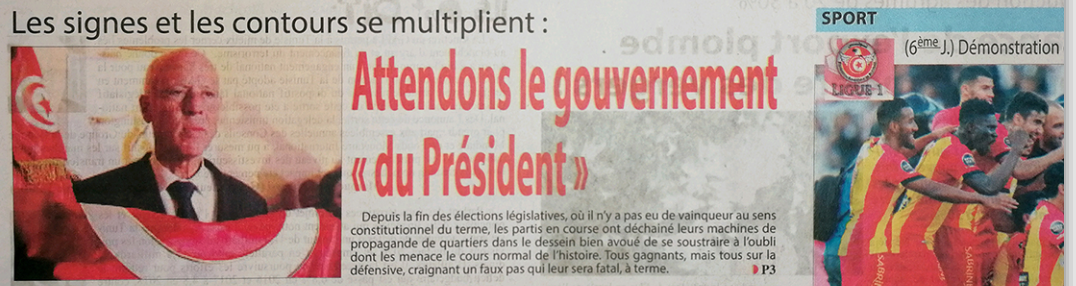 Les signes et les contours se multiplient :
Attendons le gouvernement
« du Président »
Depuis la fin des élections législatives, où il n'y a pas eu de vainqueur au sens
constitutionnel du terme, les partis en course ont déchaîné leurs machines de
propagande de quartiers dans le dessein bien avoué de se soustraire à l'oubli
dont les menace le cours normal de l'histoire. Tous gagnants, mais tous sur la
défensive, craignant un faux pas qui leur sera fatal, à terme.
P3
SPORT
(6ème J.) Démonstration
LIGUE 1